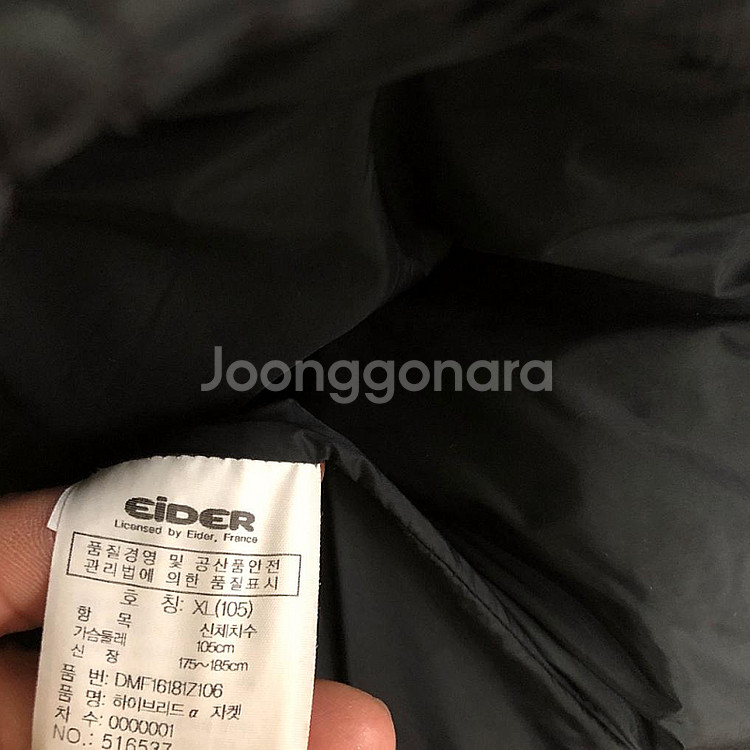 Joonggonara
EiDER
Licensed by Eider, France
품질경영 및 공산품안전
관리법에 의한 품질표시
호 칭: XL(105)
항 목 신체치수
가슴둘레 105cm
신 장 175~185cm
품 번: DMF16181Z106
품 명: 하이브리드α 자켓
차 수: 0000001
NO.: 516537